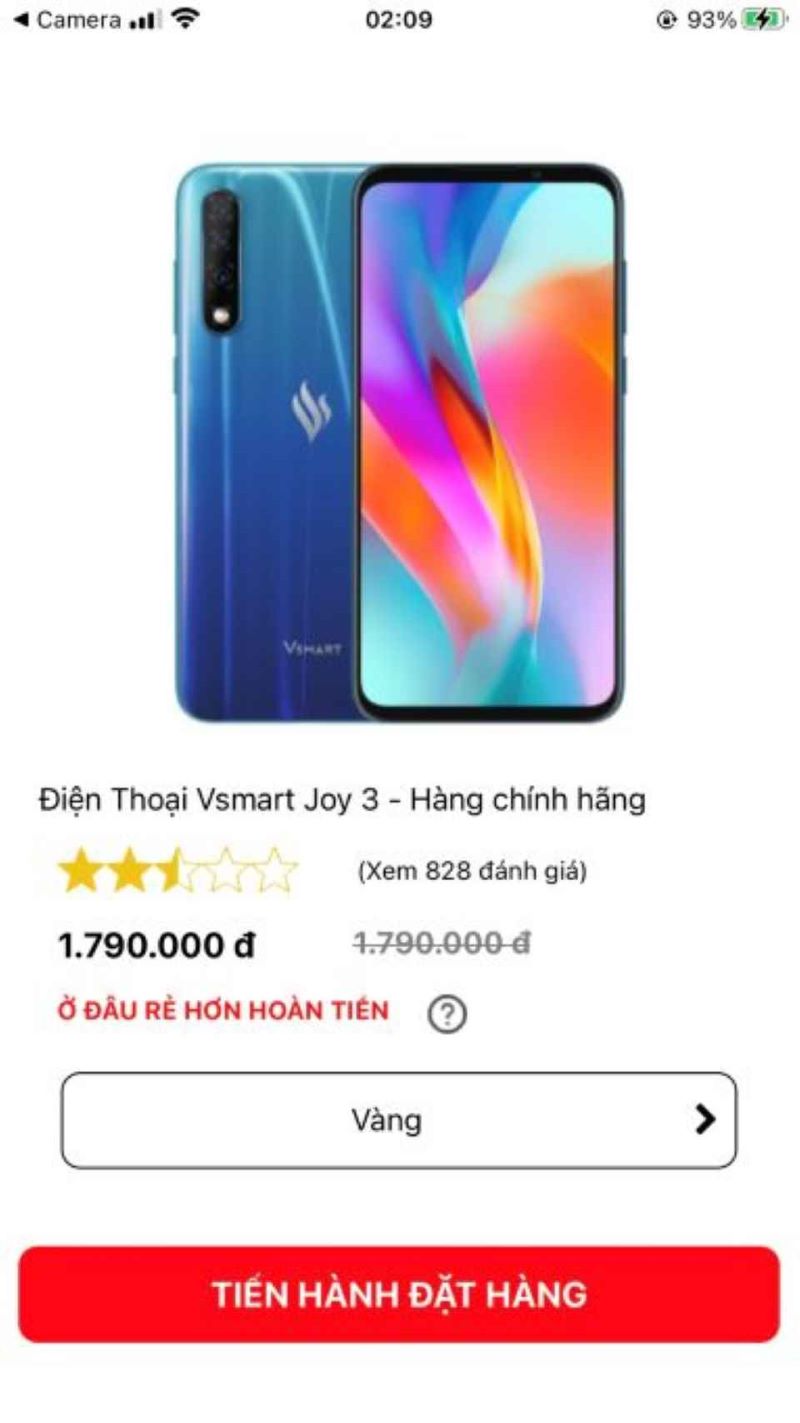 Camera 02:09 93%
VSMART
Điện Thoại Vsmart Joy 3 - Hàng chính hãng
(Xem 828 đánh giá)
1.790.000 đ 1.790.000 đ
Ở ĐÂU RẺ HƠN HOÀN TIỀN ?
Vàng
TIẾN HÀNH ĐẶT HÀNG